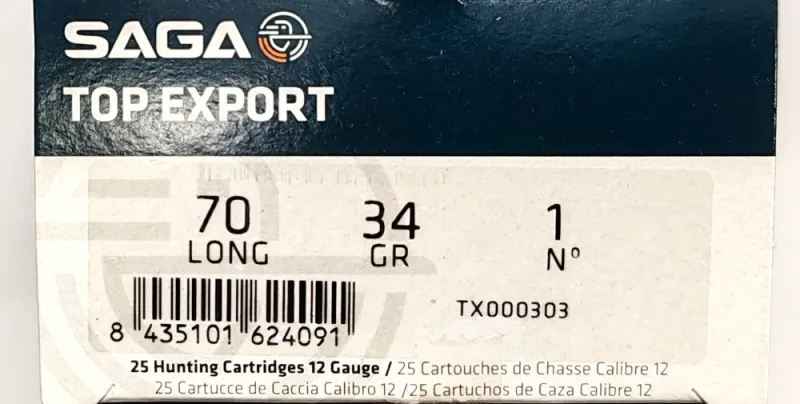 SAGA
TOP EXPORT
70 34 1
LONG GR Nº
TX000303
8 435101 624091
25 Hunting Cartridges 12 Gauge / 25 Cartouches de Chasse Calibre 12
25 Cartucce de Caccia Calibro 12 /25 Cartuchos de Caza Calibre 12